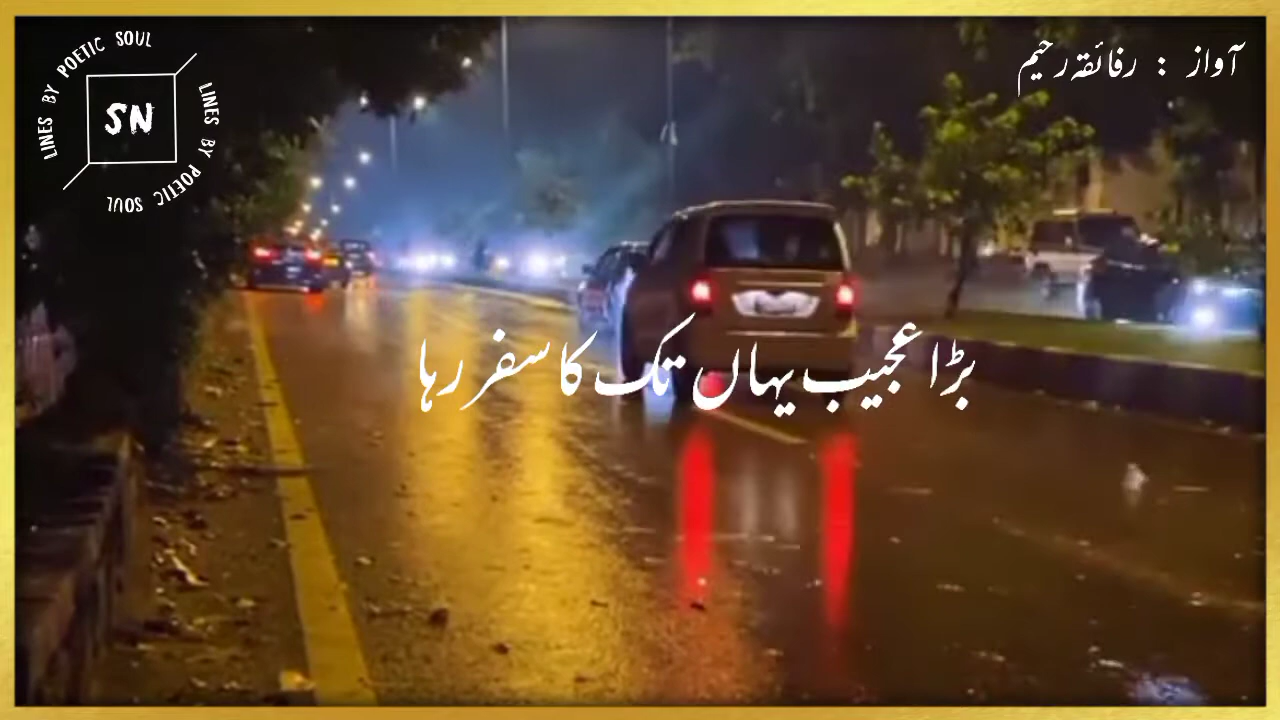 LINES BY POETIC SOUL
SN
LINES BY POETIC SOUL
آواز : رفائقہ رحیم
بڑا عجیب یہاں تک کا سفر رہا